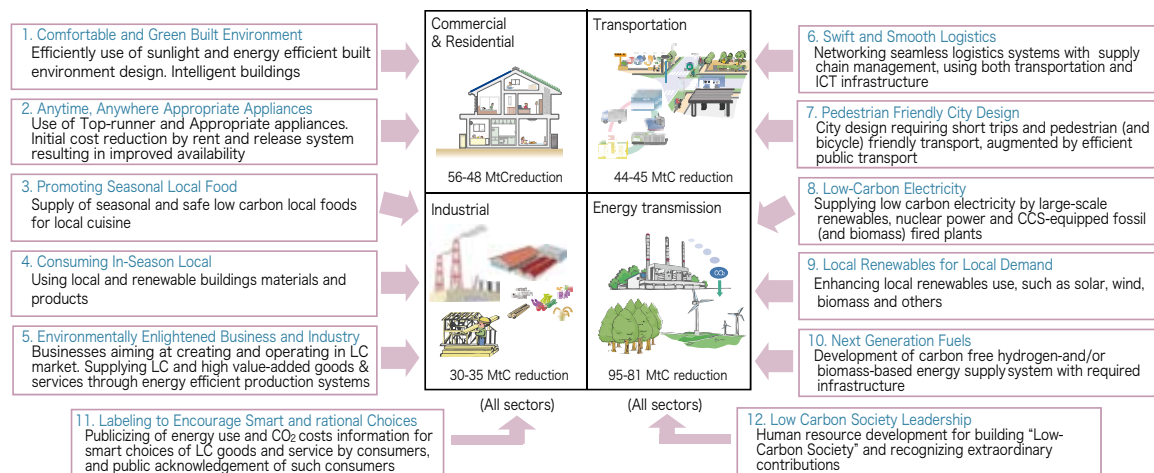 1. Comfortable and Green Built Environment
Efficiently use of sunlight and energy efficient built
environment design. Intelligent buildings
2. Anytime, Anywhere Appropriate Appliances
Use of Top-runner and Appropriate appliances.
Initial cost reduction by rent and release system
resulting in improved availability
3. Promoting Seasonal Local Food
Supply of seasonal and safe low carbon local foods
for local cuisine
4. Consuming In-Season Local
Using local and renewable buildings materials and
products
5. Environmentally Enlightened Business and Industry
Businesses aiming at creating and operating in LC
market. Supplying LC and high value-added goods &
services through energy efficient production systems
Commercial
& Residential
56-48 MtCreduction
Transportation
44-45 MtC reduction
Industrial
30-35 MtC reduction
Energy transmission
CO₂
95-81 MtC reduction
6. Swift and Smooth Logistics
Networking seamless logistics systems with supply
chain management, using both transportation and
ICT infrastructure
7. Pedestrian Friendly City Design
City design requiring short trips and pedestrian (and
bicycle) friendly transport, augmented by efficient
public transport
8. Low-Carbon Electricity
Supplying low carbon electricity by large-scale
renewables, nuclear power and CCS-equipped fossil
(and biomass) fired plants
9. Local Renewables for Local Demand
Enhancing local renewables use, such as solar, wind,
biomass and others
10. Next Generation Fuels
Development of carbon free hydrogen-and/or
biomass-based energy supply system with required
infrastructure
(All sectors)
(All sectors)
11. Labeling to Encourage Smart and rational Choices
Publicizing of energy use and CO₂ costs information for
smart choices of LC goods and service by consumers,
and public acknowledgement of such consumers
12. Low Carbon Society Leadership
Human resource development for building “Low-
Carbon Society” and recognizing extraordinary
contributions